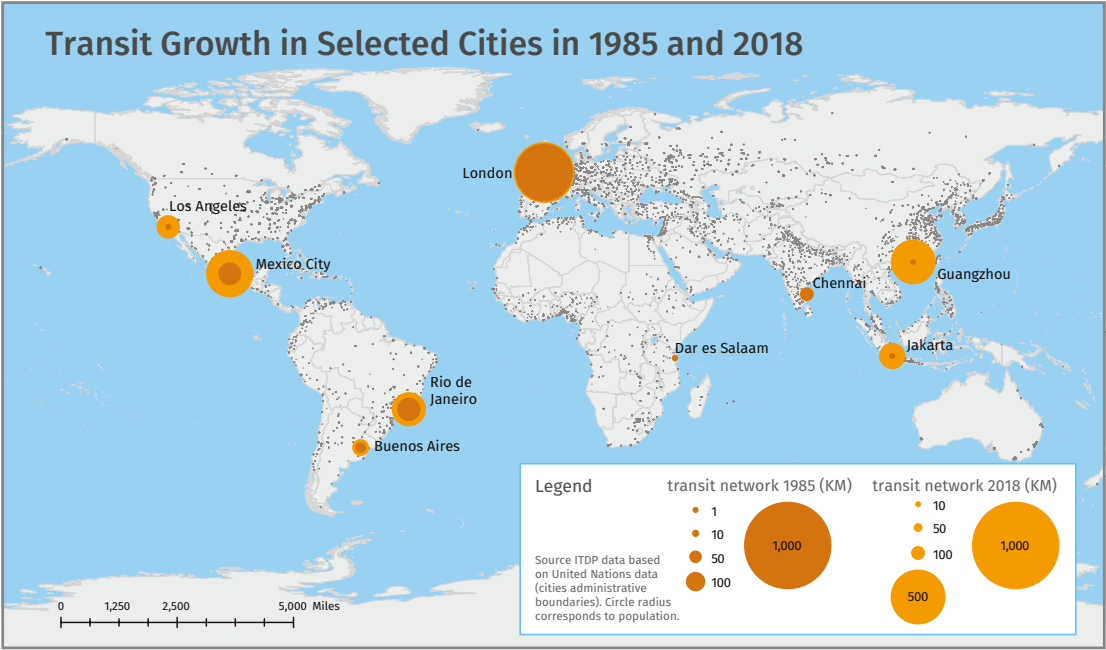 Transit Growth in Selected Cities in 1985 and 2018
London
Los Angeles
Mexico City
Guangzhou
Chennai
Jakarta
Dar es Salaam
Rio de
Janeiro
Buenos Aires
Legend
transit network 1985 (KM)
1
10
50
100
1,000
transit network 2018 (KM)
10
50
100
500
1,000
Source ITDP data based
on United Nations data
(cities administrative
boundaries). Circle radius
corresponds to population.
0 1,250 2,500 5,000 Miles